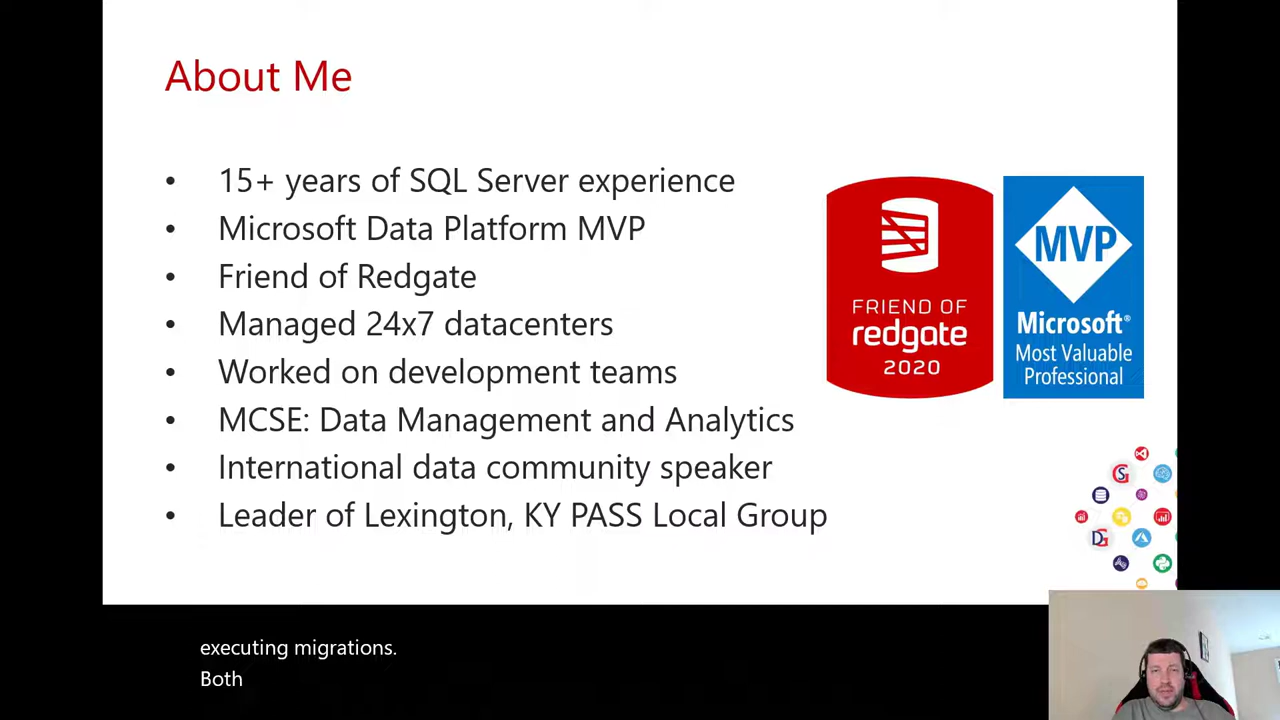 About Me
• 15+ years of SQL Server experience
• Microsoft Data Platform MVP
• Friend of Redgate
• Managed 24x7 datacenters
• Worked on development teams
• MCSE: Data Management and Analytics
• International data community speaker
• Leader of Lexington, KY PASS Local Group
FRIEND OF
redgate
2020
MVP
Microsoft®
Most Valuable
Professional
S
DG
executing migrations.
Both